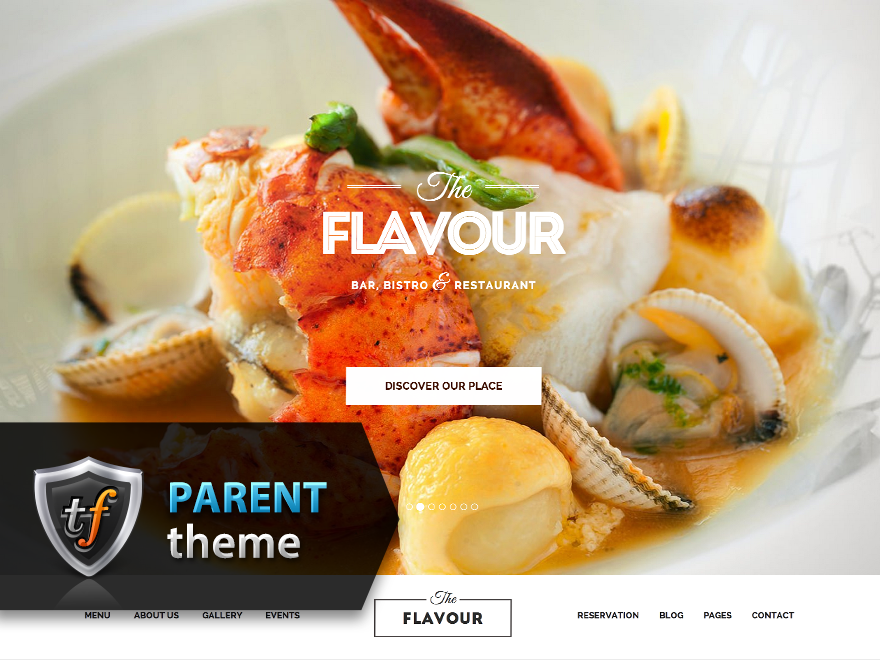 The
FLAVOUR
BAR, BISTRO & RESTAURANT
DISCOVER OUR PLACE
tf
PARENT
theme
MENU ABOUT US GALLERY EVENTS
The
FLAVOUR
RESERVATION BLOG PAGES CONTACT